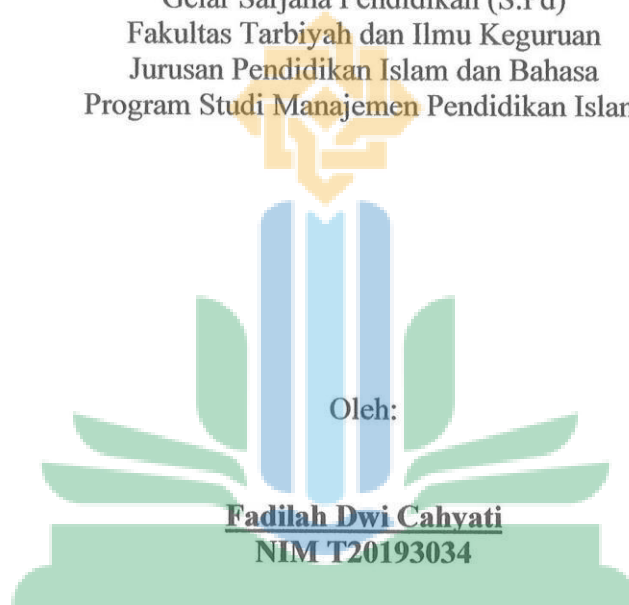 Gelar Sarjana Pendidikan (S.Pd)
Fakultas Tarbiyah dan Ilmu Keguruan
Jurusan Pendidikan Islam dan Bahasa
Program Studi Manajemen Pendidikan Islam
Oleh:
Fadilah Dwi Cahyati
NIM T20193034